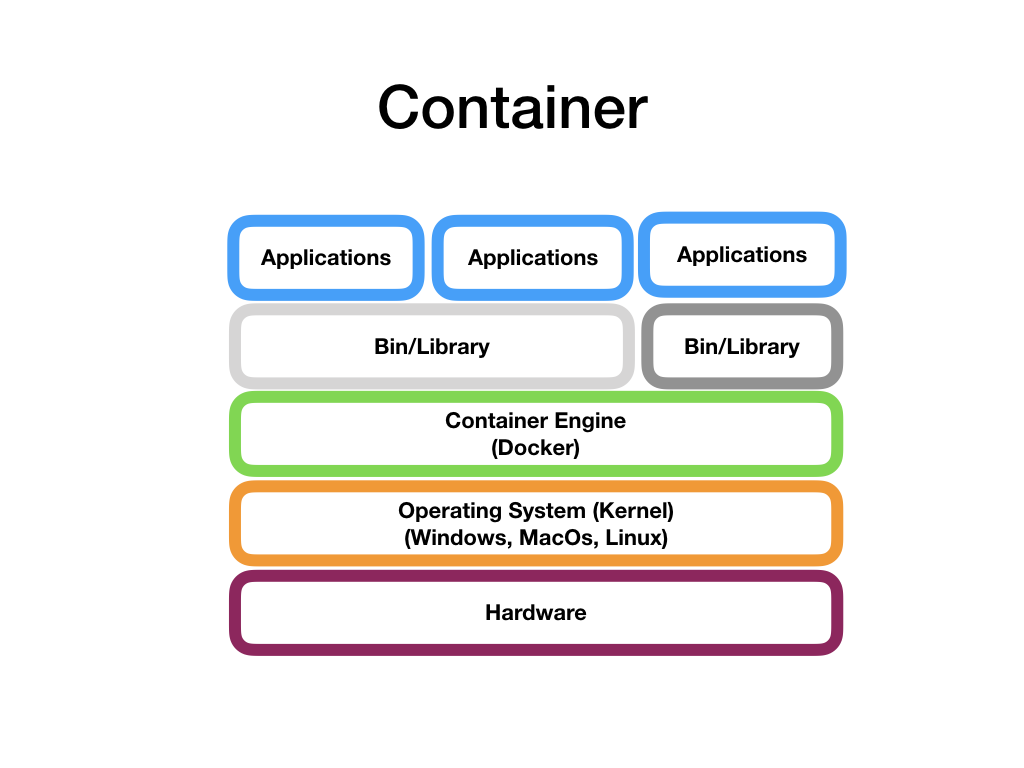 Container
Applications
Applications
Applications
Bin/Library
Bin/Library
Container Engine
(Docker)
Operating System (Kernel)
(Windows, MacOs, Linux)
Hardware